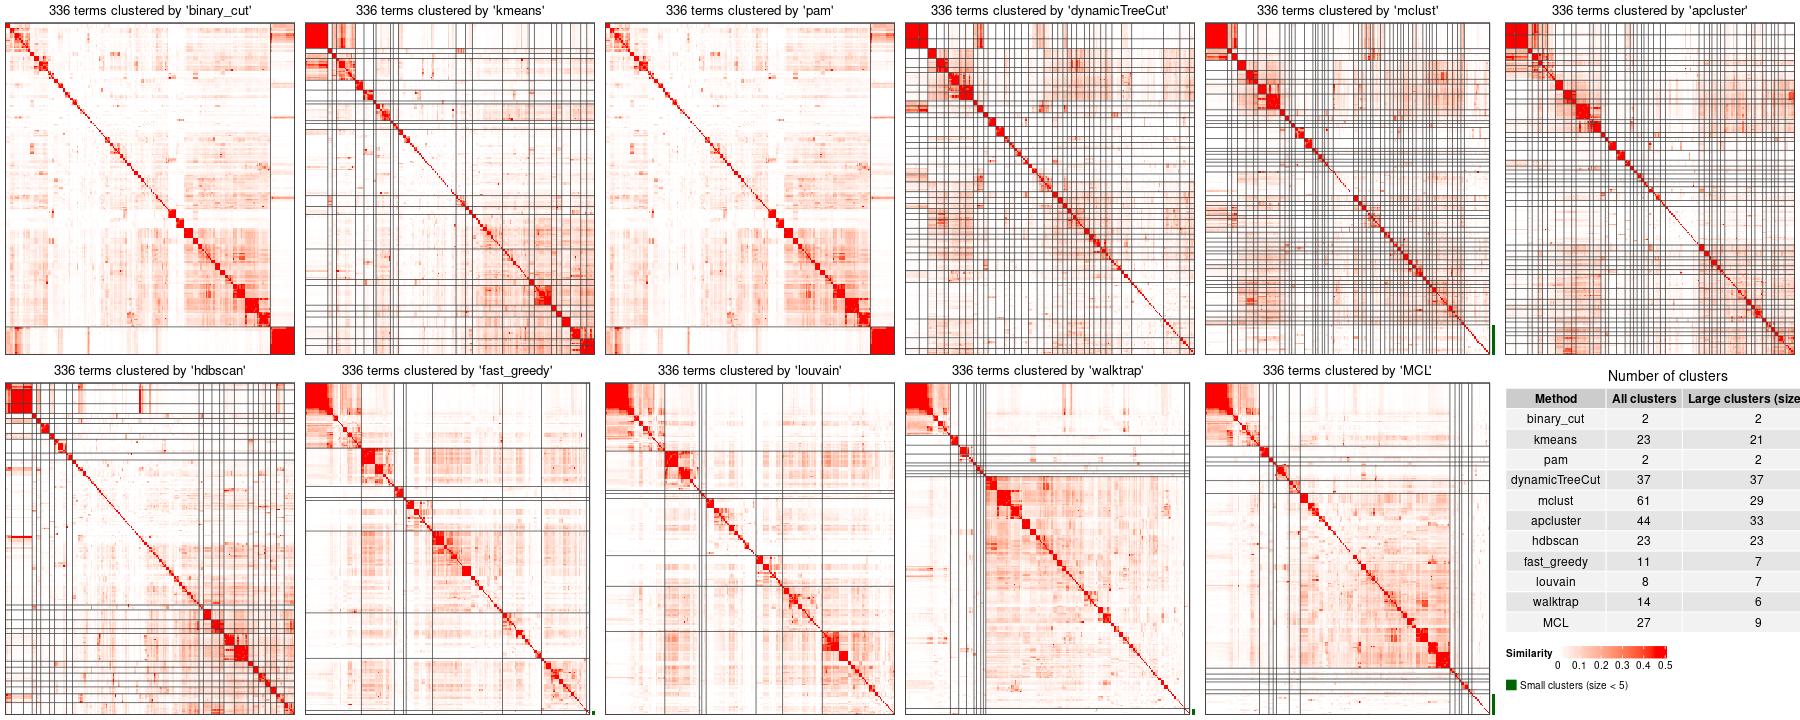 336 terms clustered by 'binary_cut'
336 terms clustered by 'kmeans'
336 terms clustered by 'pam'
336 terms clustered by 'dynamicTreeCut'
336 terms clustered by 'mclust'
336 terms clustered by 'apcluster'
336 terms clustered by 'hdbscan'
336 terms clustered by 'fast_greedy'
336 terms clustered by 'louvain'
336 terms clustered by 'walktrap'
336 terms clustered by 'MCL'
Number of clusters
Method All clusters Large clusters (size
binary_cut 2 2
kmeans 23 21
pam 2 2
dynamicTreeCut 37 37
mclust 61 29
apcluster 44 33
hdbscan 23 23
fast_greedy 11 7
louvain 8 7
walktrap 14 6
MCL 27 9
Similarity
0 0.1 0.2 0.3 0.4 0.5
Small clusters (size < 5)